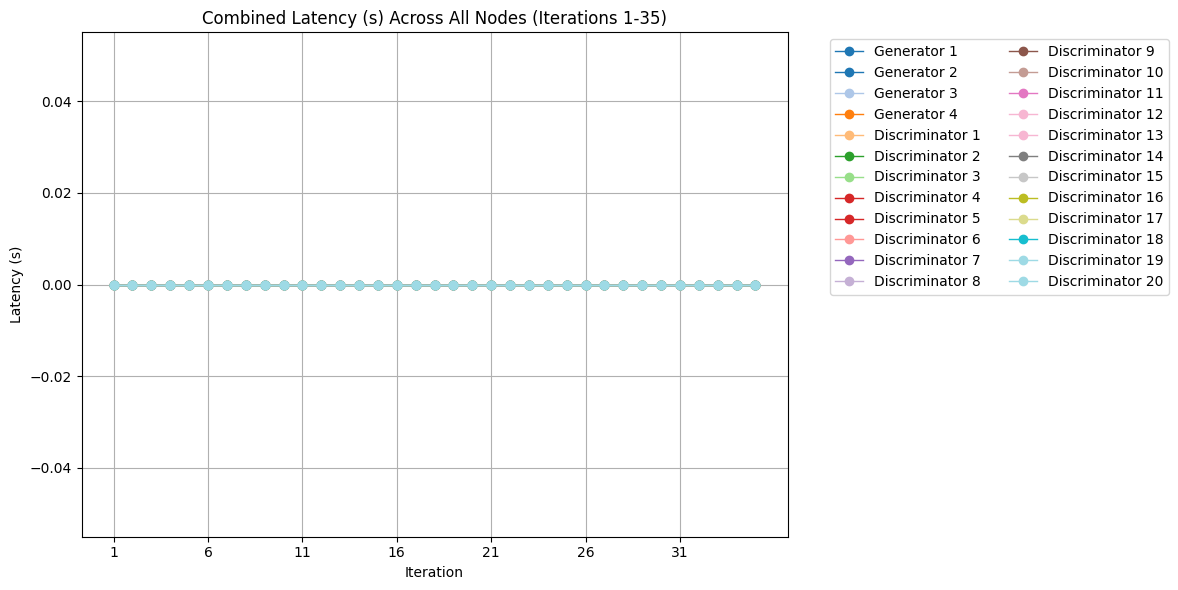 Combined Latency (s) Across All Nodes (Iterations 1-35)
Latency (s)
0.04
0.02
0.00
−0.02
−0.04
1 6 11 16 21 26 31
Iteration
Generator 1
Generator 2
Generator 3
Generator 4
Discriminator 1
Discriminator 2
Discriminator 3
Discriminator 4
Discriminator 5
Discriminator 6
Discriminator 7
Discriminator 8
Discriminator 9
Discriminator 10
Discriminator 11
Discriminator 12
Discriminator 13
Discriminator 14
Discriminator 15
Discriminator 16
Discriminator 17
Discriminator 18
Discriminator 19
Discriminator 20